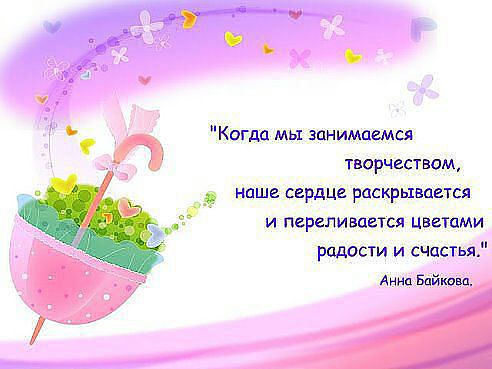 "Когда мы занимаемся
творчеством,
наше сердце раскрывается
и переливается цветами
радости и счастья."
Анна Байкова.